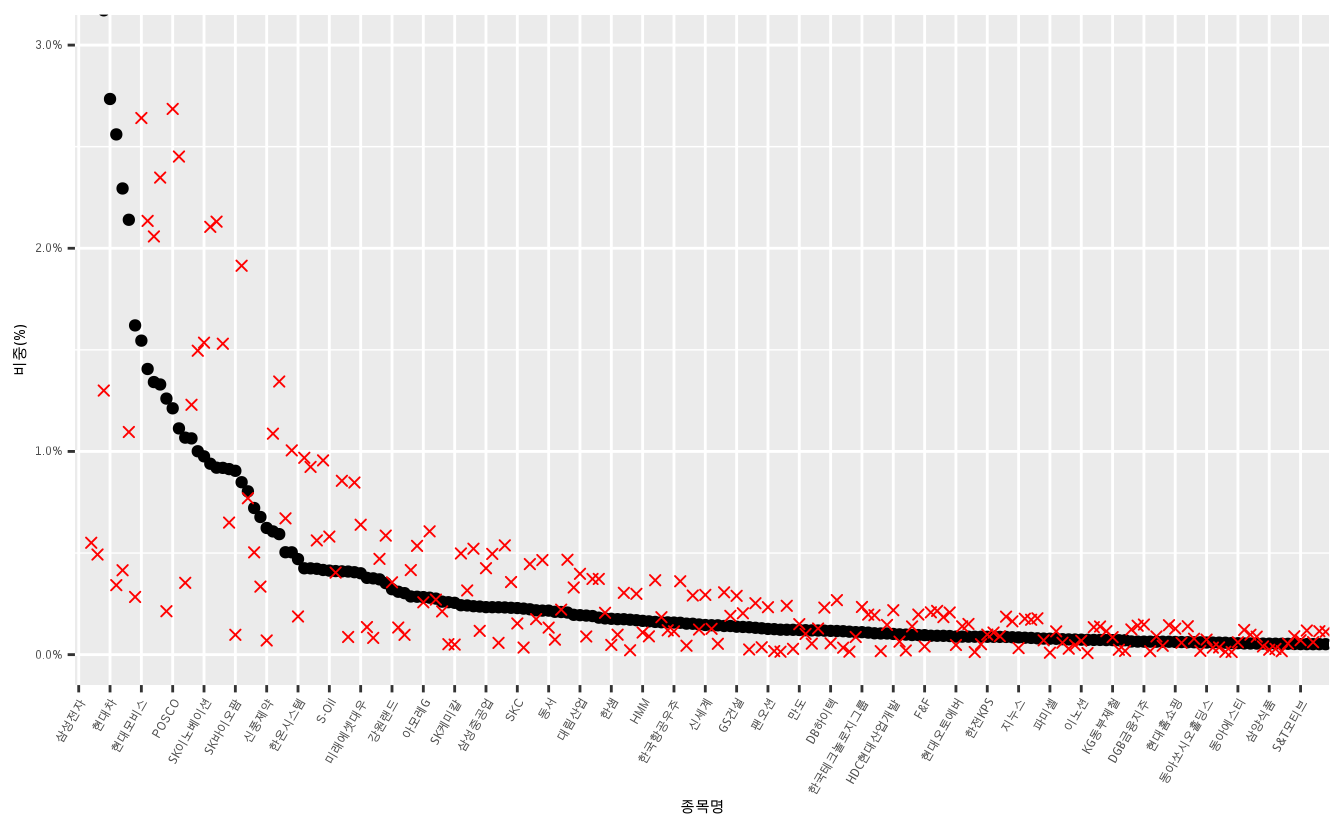 3.0%
2.0%
1.0%
0.0%
비중(%)
삼성전자
현대차
현대모비스
POSCO
SK이노베이션
SK바이오팜
신풍제약
한온시스템
S-Oil
미래에셋대우
강원랜드
아모레G
SK케미칼
삼성중공업
SKC
동서
대림산업
한샘
HMM
한국항공우주
신세계
GS건설
팬오션
만도
DB하이텍
한국테크놀로지그룹
HDC현대산업개발
F&F
현대오토에버
한전KPS
지누스
파미셀
이노션
KG동부제철
DGB금융지주
현대홈쇼핑
동아쏘시오홀딩스
동아에스티
삼양식품
S&T모티브
종목명